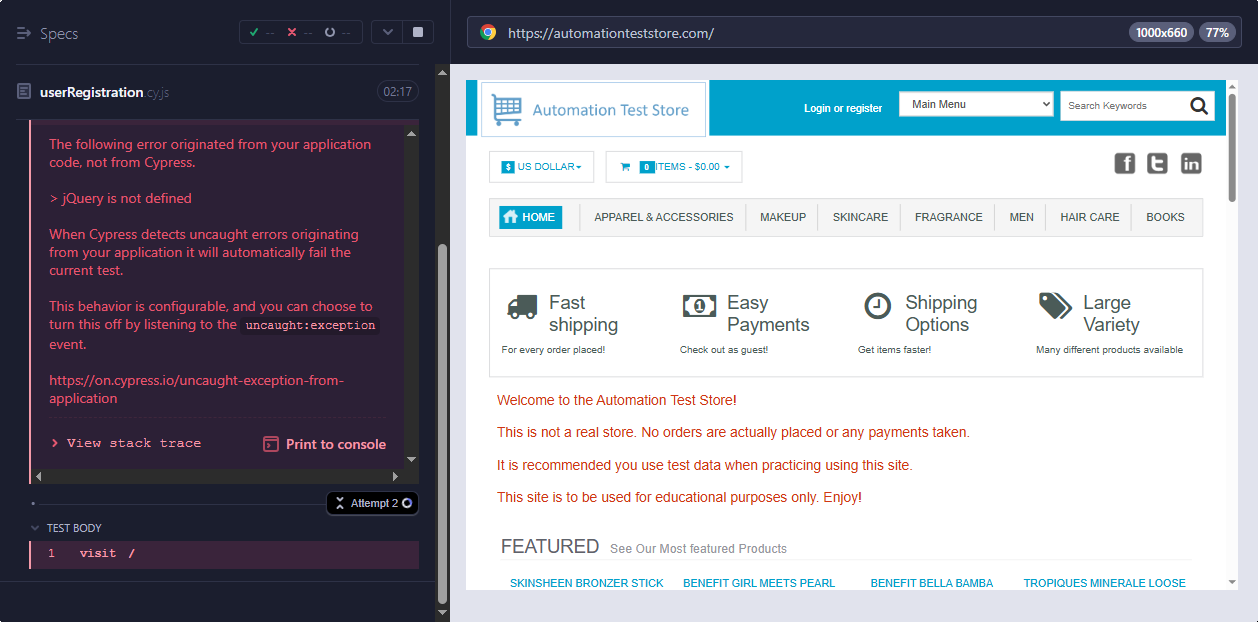 Specs
-- -- --
userRegistration.cy.js
02:17
The following error originated from your application
code, not from Cypress.
> jQuery is not defined
When Cypress detects uncaught errors originating
from your application it will automatically fail the
current test.
This behavior is configurable, and you can choose to
turn this off by listening to the uncaught:exception
event.
https://on.cypress.io/uncaught-exception-from-
application
> View stack trace
Print to console
Attempt 2
TEST BODY
1 visit /
https://automationteststore.com/
1000x660
77%
Automation Test Store
Login or register
Main Menu
Search Keywords
$ US DOLLAR
0 ITEMS - $0.00
f t in
HOME
APPAREL & ACCESSORIES
MAKEUP
SKINCARE
FRAGRANCE
MEN
HAIR CARE
BOOKS
Fast
shipping
For every order placed!
1
Easy
Payments
Check out as guest!
Shipping
Options
Get items faster!
Large
Variety
Many different products available
Welcome to the Automation Test Store!
This is not a real store. No orders are actually placed or any payments taken.
It is recommended you use test data when practicing using this site.
This site is to be used for educational purposes only. Enjoy!
FEATURED See Our Most featured Products
SKINSHEEN BRONZER STICK
BENEFIT GIRL MEETS PEARL
BENEFIT BELLA BAMBA
TROPIQUES MINERALE LOOSE